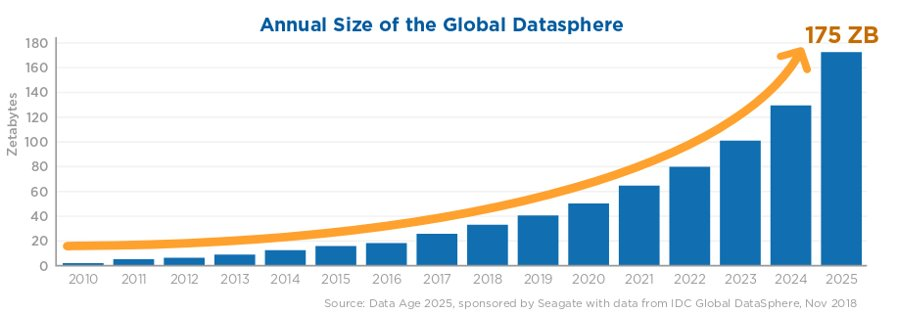 Annual Size of the Global Datasphere
175 ZB
Zetabytes
180
160
140
120
100
80
60
40
20
0
2010 2011 2012 2013 2014 2015 2016 2017 2018 2019 2020 2021 2022 2023 2024 2025
Source: Data Age 2025, sponsored by Seagate with data from IDC Global DataSphere, Nov 2018